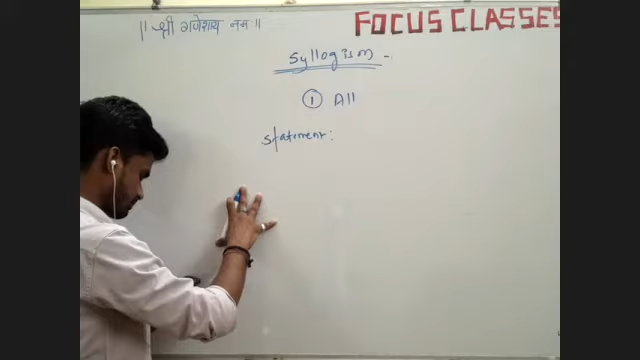 || श्री गणेशाय नमः ||
FOCUS CLASSES
Syllogism -
① All
Statement: